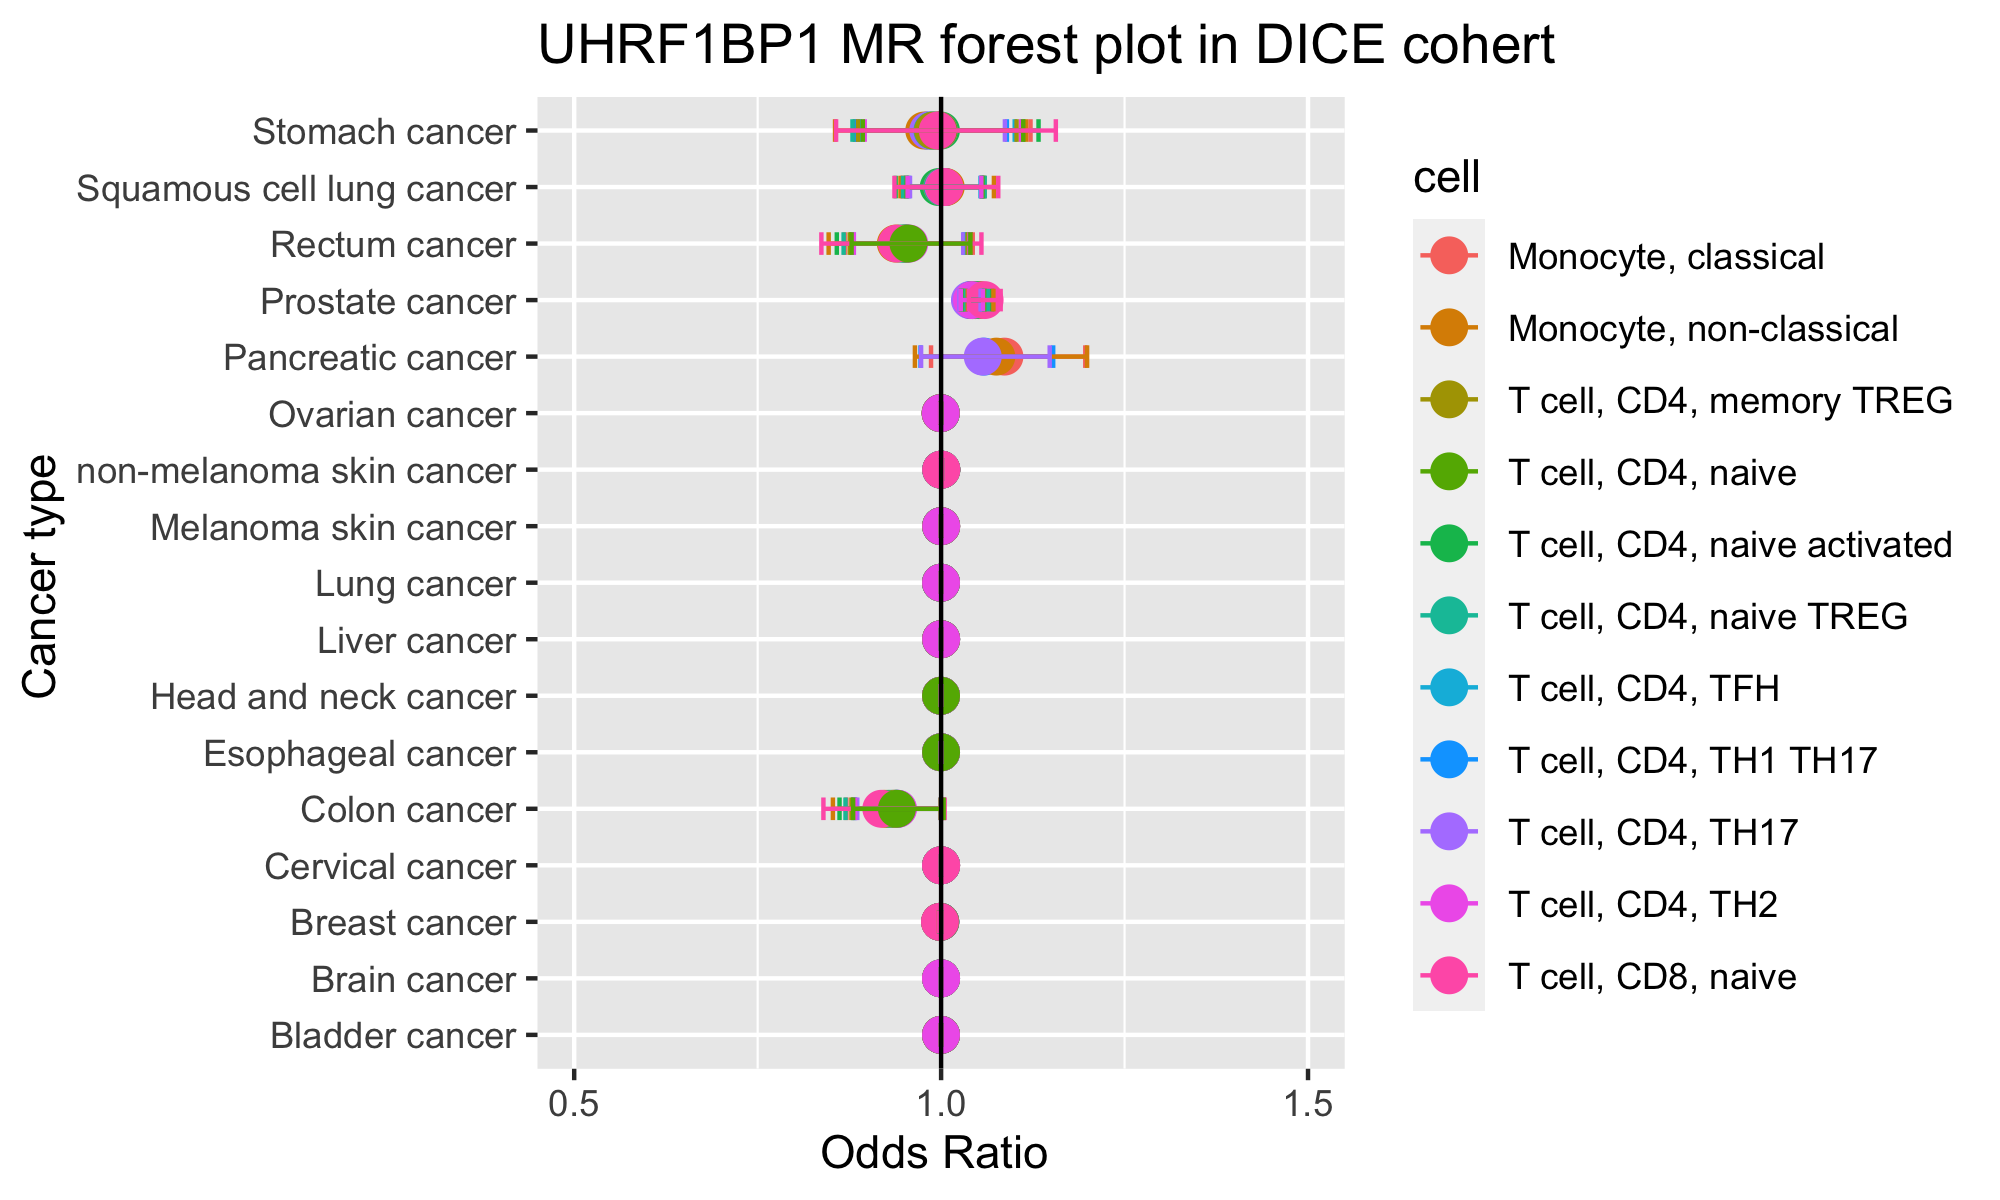 UHRF1BP1 MR forest plot in DICE cohert
Cancer type
Stomach cancer
Squamous cell lung cancer
Rectum cancer
Prostate cancer
Pancreatic cancer
Ovarian cancer
non-melanoma skin cancer
Melanoma skin cancer
Lung cancer
Liver cancer
Head and neck cancer
Esophageal cancer
Colon cancer
Cervical cancer
Breast cancer
Brain cancer
Bladder cancer
0.5
1.0
1.5
Odds Ratio
cell
Monocyte, classical
Monocyte, non-classical
T cell, CD4, memory TREG
T cell, CD4, naive
T cell, CD4, naive activated
T cell, CD4, naive TREG
T cell, CD4, TFH
T cell, CD4, TH1 TH17
T cell, CD4, TH17
T cell, CD4, TH2
T cell, CD8, naive